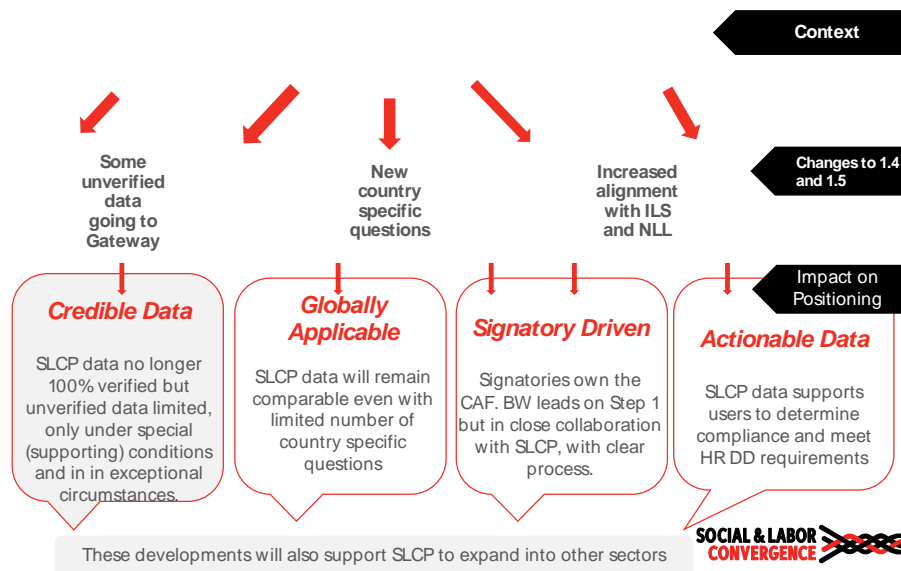 Context
Some
unverified
data
going to
Gateway
New
country
specific
questions
Increased
alignment
with ILS
and NLL
Changes to 1.4
and 1.5
Impact on
Positioning
Credible Data
SLCP data no longer
100% verified but
unverified data limited,
only under special
(supporting) conditions
and in in exceptional
circumstances.
Globally
Applicable
SLCP data will remain
comparable even with
limited number of
country specific
questions
Signatory Driven
Signatories own the
CAF. BW leads on Step 1
but in close collaboration
with SLCP, with clear
process.
Actionable Data
SLCP data supports
users to determine
compliance and meet
HR DD requirements
These developments will also support SLCP to expand into other sectors
SOCIAL & LABOR
CONVERGENCE